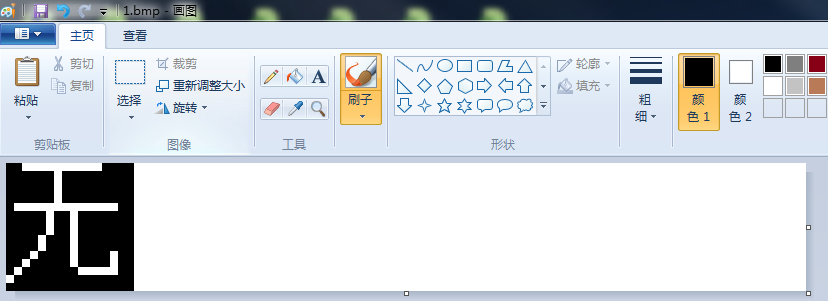 1.bmp - 画图
主页 查看
粘贴 剪切 复制 选择 裁剪 重新调整大小 旋转 刷子 轮廓 填充 粗细 颜色 1 颜色 2
剪贴板 图像 工具 形状
无